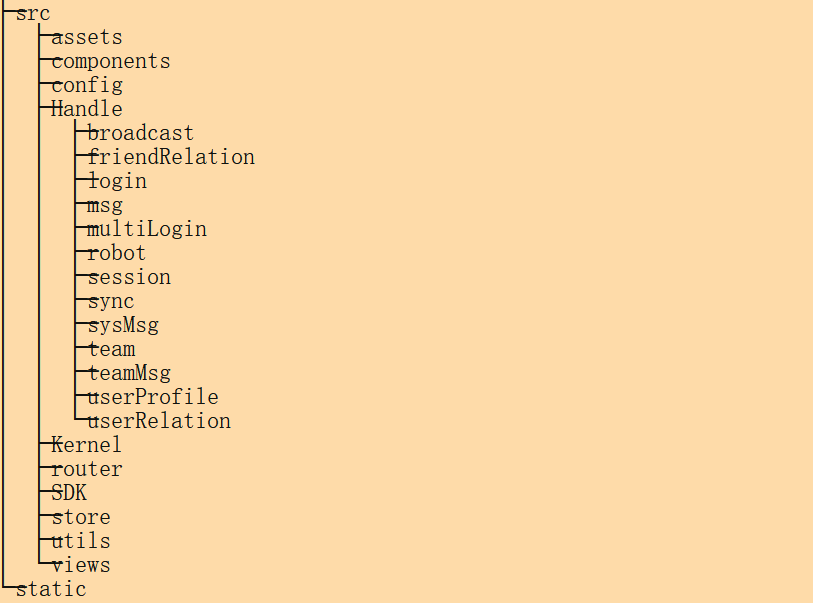 src
assets
components
config
Handle
broadcast
friendRelation
login
msg
multiLogin
robot
session
sync
sysMsg
team
teamMsg
userProfile
userRelation
Kernel
router
SDK
store
utils
views
static